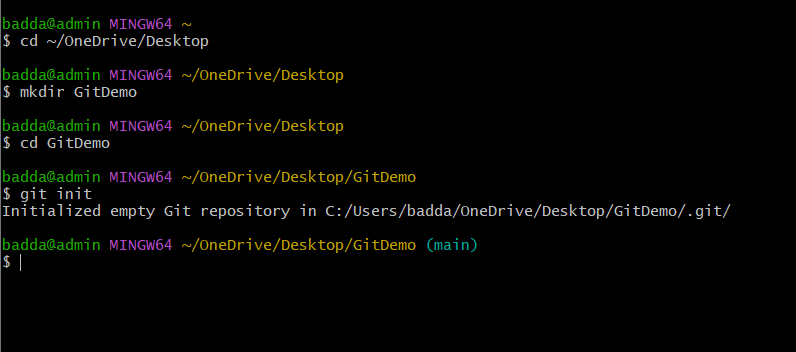 badda@admin MINGW64 ~
$ cd ~/OneDrive/Desktop
badda@admin MINGW64 ~/OneDrive/Desktop
$ mkdir GitDemo
badda@admin MINGW64 ~/OneDrive/Desktop
$ cd GitDemo
badda@admin MINGW64 ~/OneDrive/Desktop/GitDemo
$ git init
Initialized empty Git repository in C:/Users/badda/OneDrive/Desktop/GitDemo/.git/
badda@admin MINGW64 ~/OneDrive/Desktop/GitDemo (main)
$